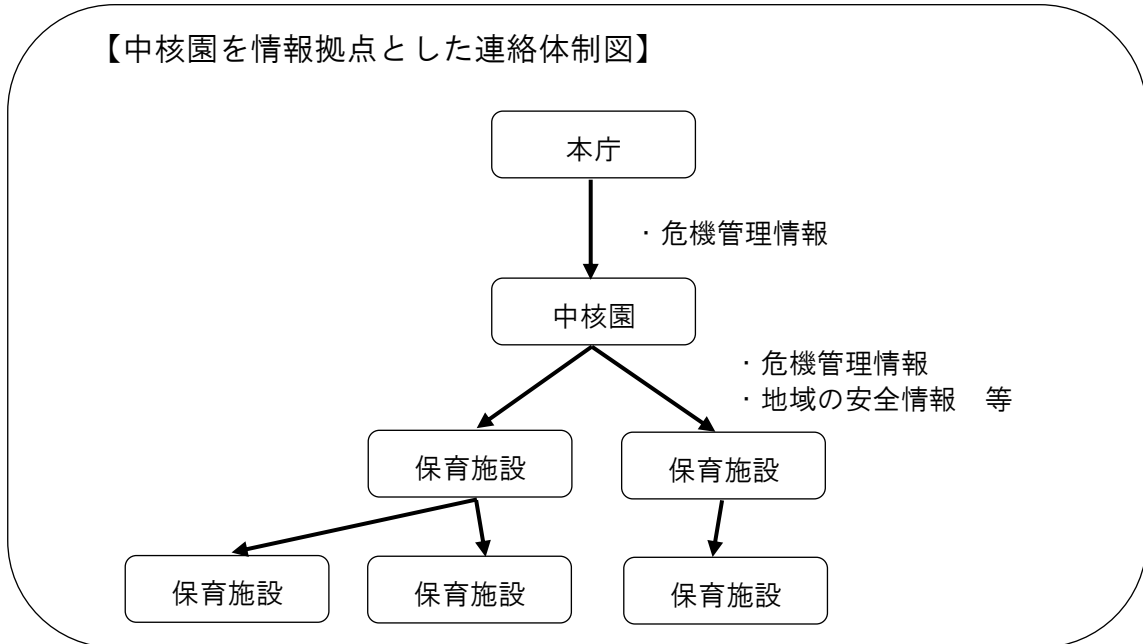 【中核園を情報拠点とした連絡体制図】
本庁
・危機管理情報
中核園
・危機管理情報
・地域の安全情報　等
保育施設
保育施設
保育施設
保育施設
保育施設